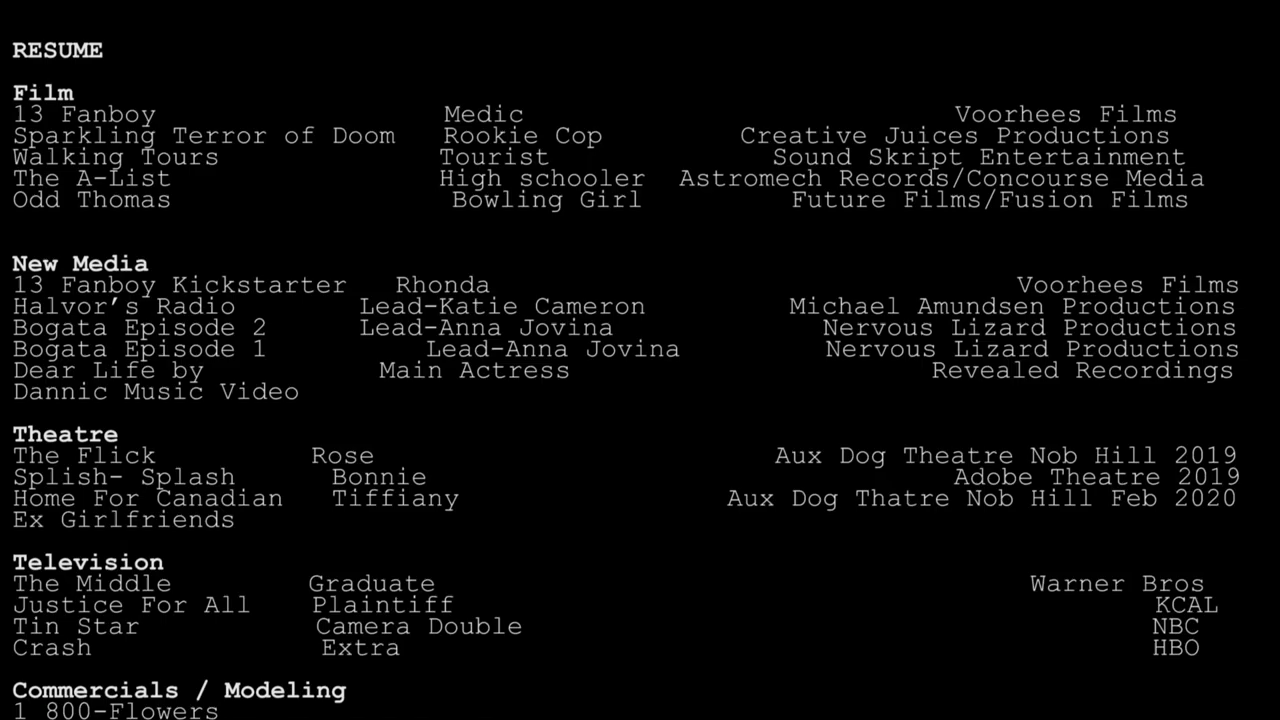 RESUME
Film
13 Fanboy Medic Voorhees Films
Sparkling Terror of Doom Rookie Cop Creative Juices Productions
Walking Tours Tourist Sound Skript Entertainment
The A-List High schooler Astromech Records/Concourse Media
Odd Thomas Bowling Girl Future Films/Fusion Films
New Media
13 Fanboy Kickstarter Rhonda Voorhees Films
Halvor’s Radio Lead-Katie Cameron Michael Amundsen Productions
Bogata Episode 2 Lead-Anna Jovina Nervous Lizard Productions
Bogata Episode 1 Lead-Anna Jovina Nervous Lizard Productions
Dear Life by Main Actress Revealed Recordings
Dannic Music Video
Theatre
The Flick Rose Aux Dog Theatre Nob Hill 2019
Splish- Splash Bonnie Adobe Theatre 2019
Home For Canadian Tiffiany Aux Dog Thatre Nob Hill Feb 2020
Ex Girlfriends
Television
The Middle Graduate Warner Bros
Justice For All Plaintiff KCAL
Tin Star Camera Double NBC
Crash Extra HBO
Commercials / Modeling
1 800-Flowers